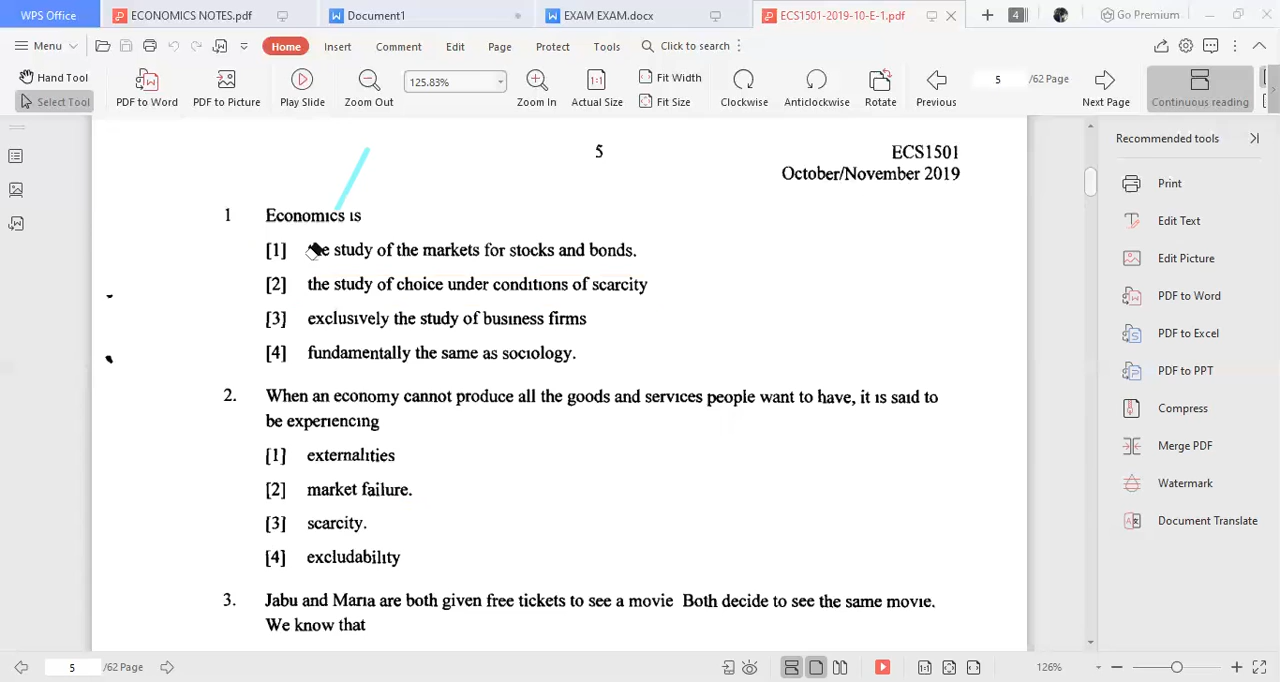 WPS Office ECONOMICS NOTES.pdf Document1 EXAM EXAM.docx ECS1501-2019-10-E-1.pdf 4 Go Premium
Menu Home Insert Comment Edit Page Protect Tools Click to search
Hand Tool
Select Tool
PDF to Word PDF to Picture Play Slide Zoom Out 125.83% Zoom In Actual Size Fit Width Fit Size Clockwise Anticlockwise Rotate Previous 5 /62 Page Next Page Continuous reading
Recommended tools
Print
Edit Text
Edit Picture
PDF to Word
PDF to Excel
PDF to PPT
Compress
Merge PDF
Watermark
Document Translate
5 ECS1501
October/November 2019
1 Economics is
[1] study of the markets for stocks and bonds.
[2] the study of choice under conditions of scarcity
[3] exclusively the study of business firms
[4] fundamentally the same as sociology.
2. When an economy cannot produce all the goods and services people want to have, it is said to
be experiencing
[1] externalities
[2] market failure.
[3] scarcity.
[4] excludability
3. Jabu and Maria are both given free tickets to see a movie Both decide to see the same movie.
We know that
5 /62 Page 126%